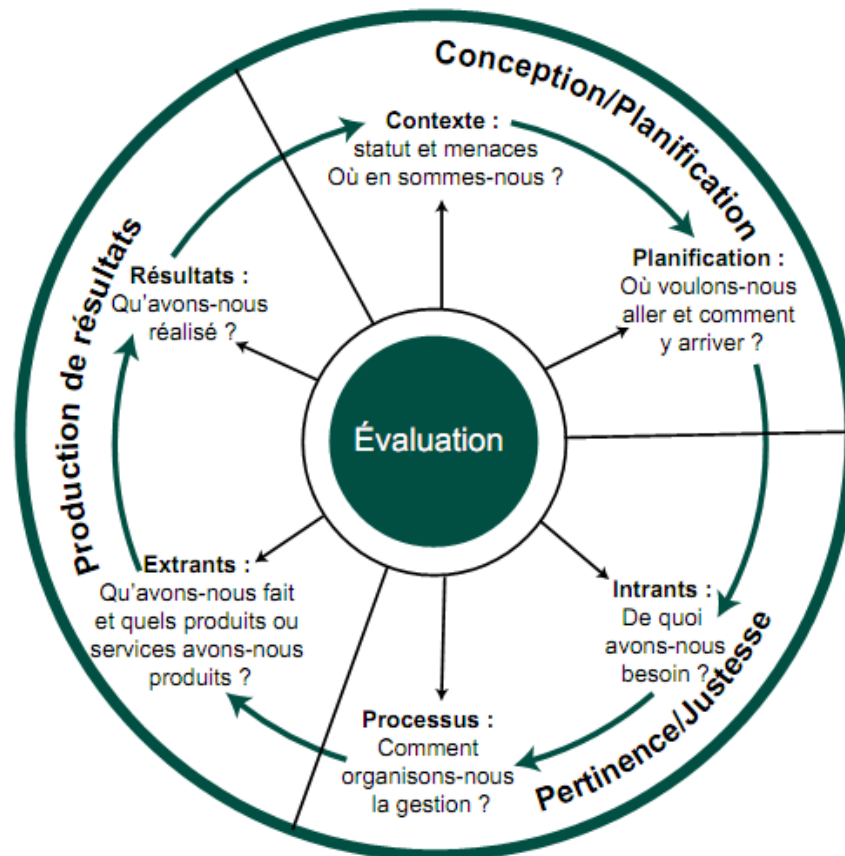 Conception/Planification
Contexte :
statut et menaces
Où en sommes-nous ?
Planification :
Où voulons-nous
aller et comment
y arriver ?
Évaluation
Intrants :
De quoi
avons-nous
besoin ?
Pertinence/Justesse
Processus :
Comment
organisons-nous
la gestion ?
Extrants :
Qu'avons-nous fait
et quels produits ou
services avons-nous
produits ?
Résultats :
Qu'avons-nous
réalisé ?
Production de résultats